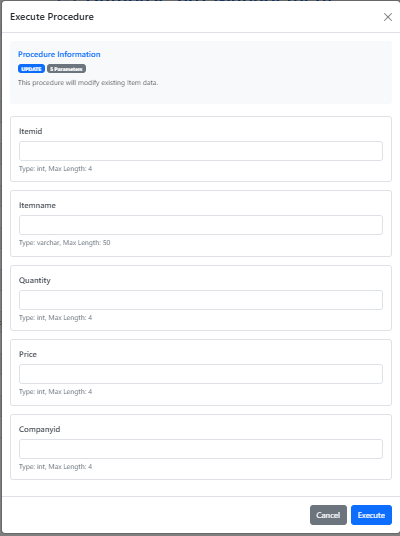 Execute Procedure
Procedure Information
UPDATE 5 Parameters
This procedure will modify existing Item data.
Itemid
Type: int, Max Length: 4
Itemname
Type: varchar, Max Length: 50
Quantity
Type: int, Max Length: 4
Price
Type: int, Max Length: 4
Companyid
Type: int, Max Length: 4
Cancel Execute